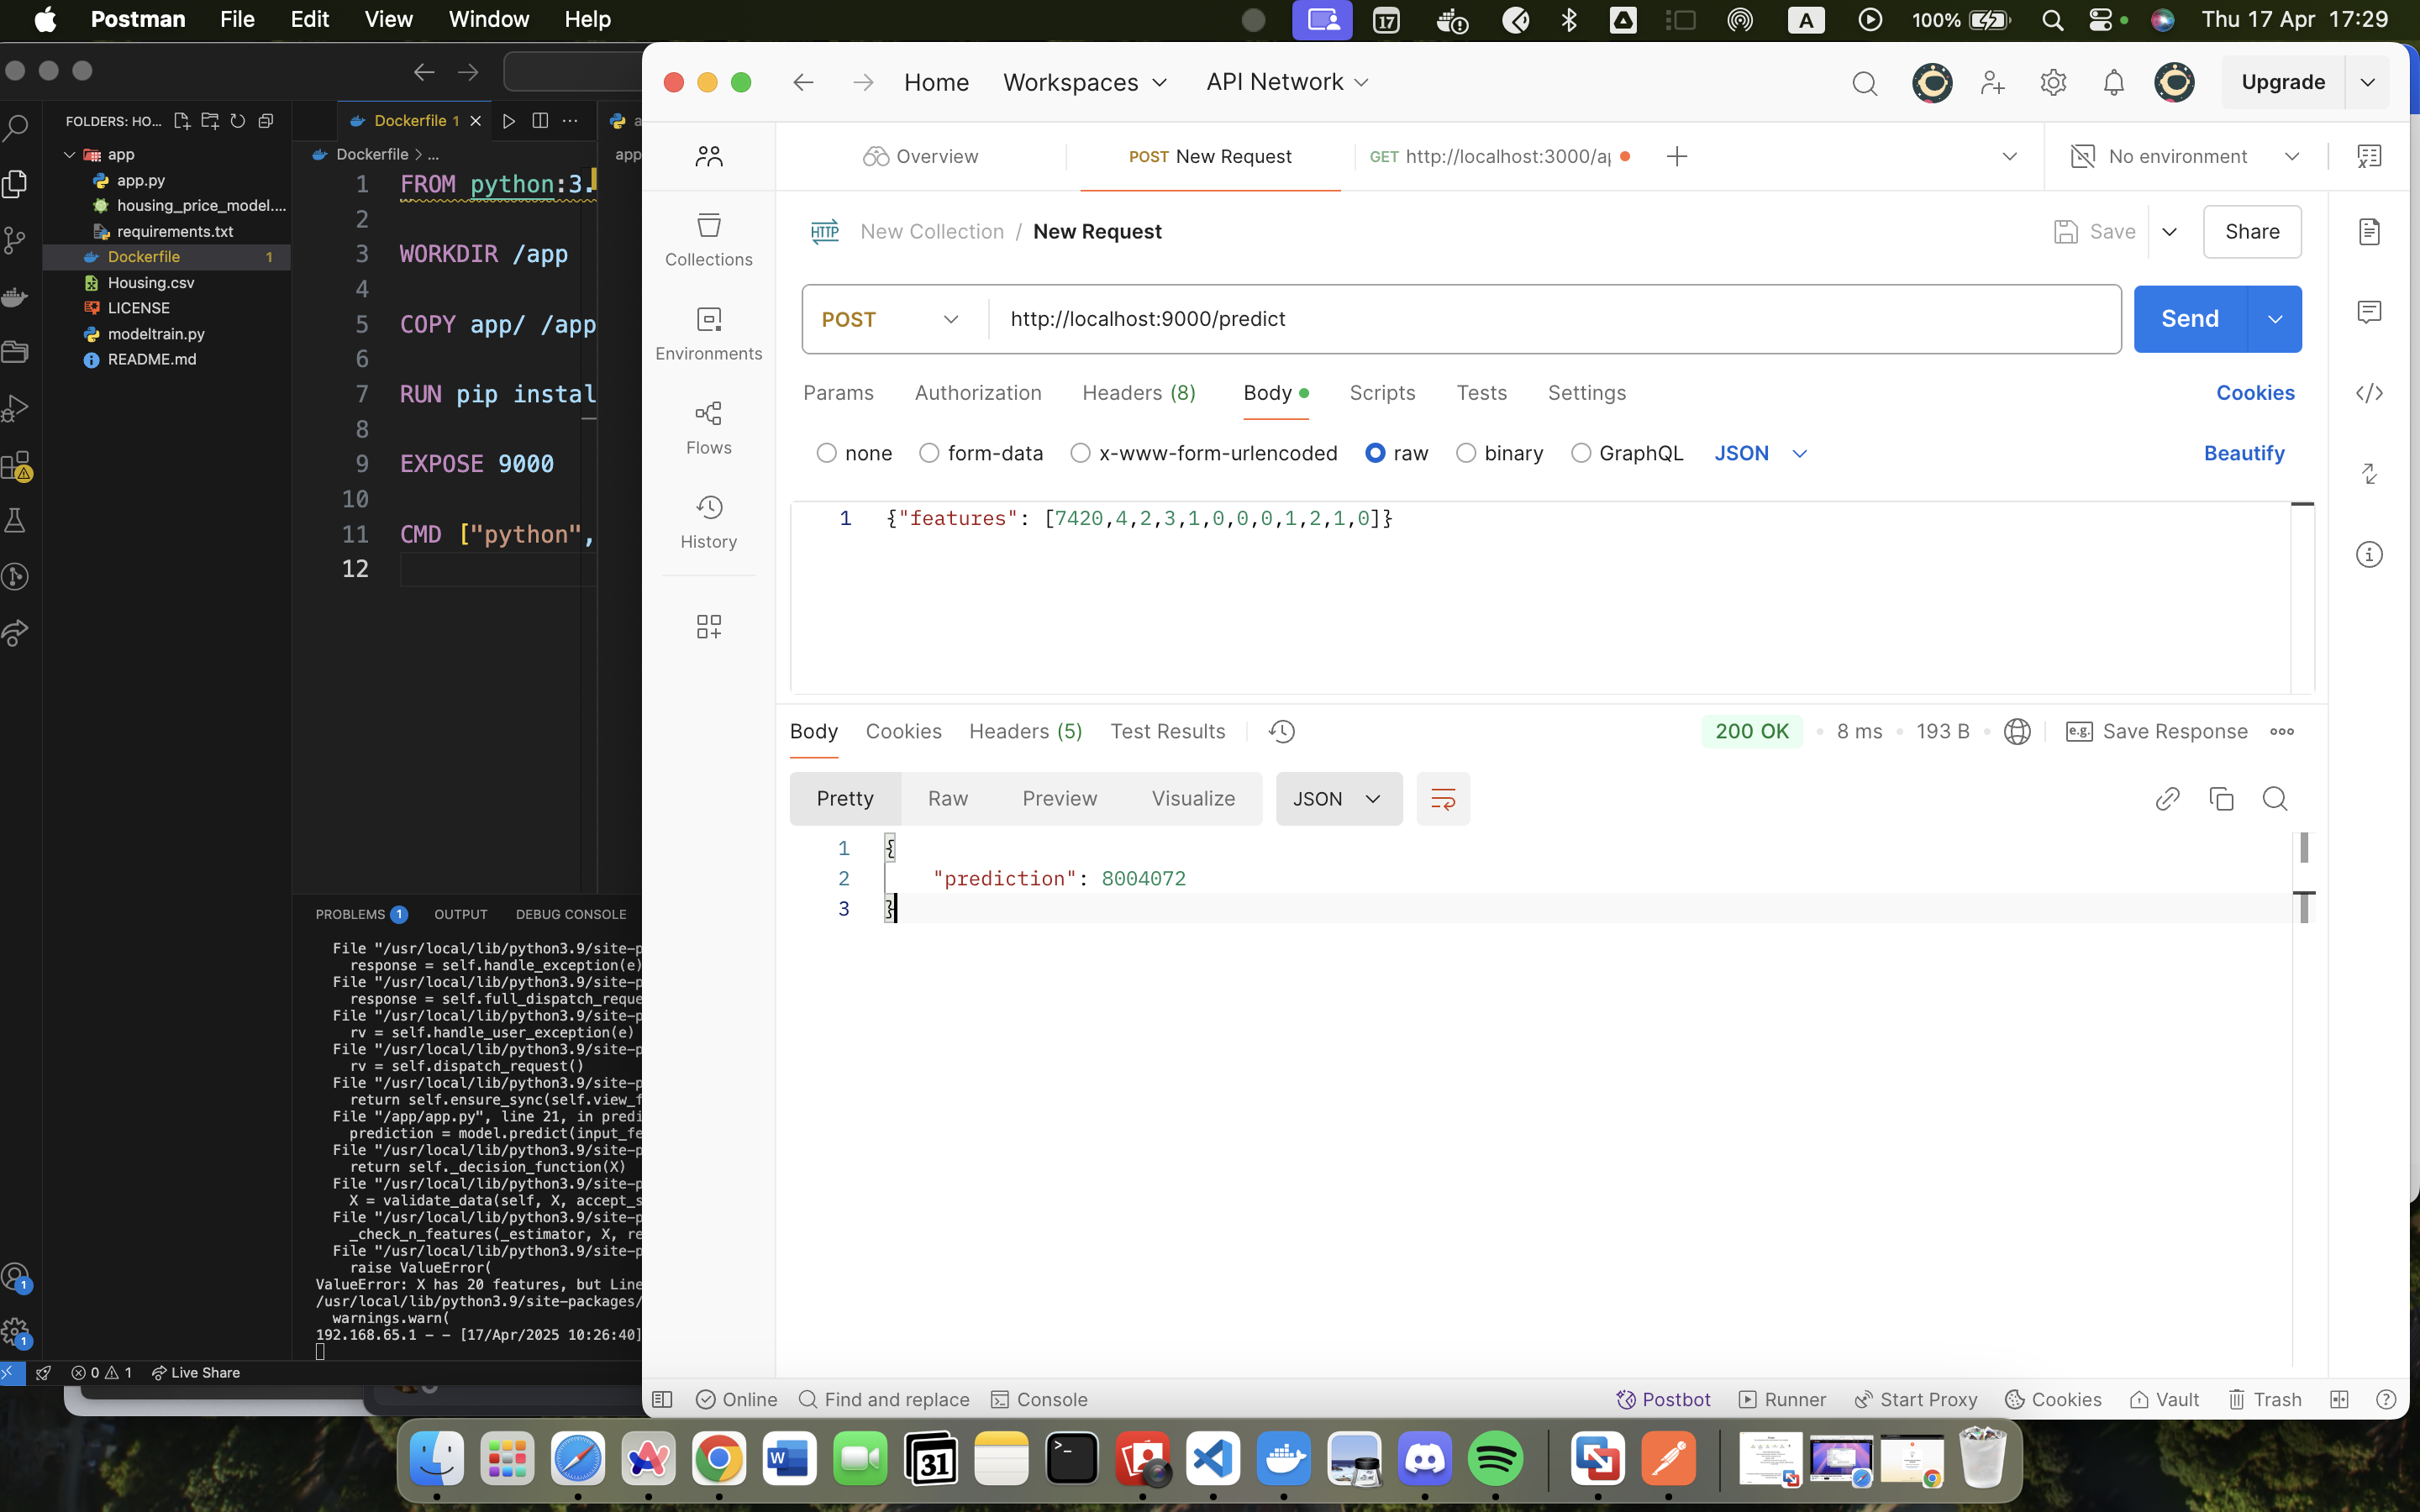 Postman File Edit View Window Help
17 A 100% Thu 17 Apr 17:29
FOLDERS: HO...
app
app.py
housing_price_model....
requirements.txt
Dockerfile 1
Housing.csv
LICENSE
modeltrain.py
README.md
Dockerfile 1
Dockerfile > ...
app
1 FROM python:3.
2
3 WORKDIR /app
4
5 COPY app/ /app
6
7 RUN pip instal
8
9 EXPOSE 9000
10
11 CMD ["python",
12
PROBLEMS 1 OUTPUT DEBUG CONSOLE
File "/usr/local/lib/python3.9/site-p
response = self.handle_exception(e)
File "/usr/local/lib/python3.9/site-p
response = self.full_dispatch_reque
File "/usr/local/lib/python3.9/site-p
rv = self.handle_user_exception(e)
File "/usr/local/lib/python3.9/site-p
rv = self.dispatch_request()
File "/usr/local/lib/python3.9/site-p
return self.ensure_sync(self.view_f
File "/app/app.py", line 21, in predi
prediction = model.predict(input_fe
File "/usr/local/lib/python3.9/site-p
return self._decision_function(X)
File "/usr/local/lib/python3.9/site-p
X = validate_data(self, X, accept_s
File "/usr/local/lib/python3.9/site-p
_check_n_features(_estimator, X, re
File "/usr/local/lib/python3.9/site-p
raise ValueError(
ValueError: X has 20 features, but Line
/usr/local/lib/python3.9/site-packages/
warnings.warn(
192.168.65.1 - - [17/Apr/2025 10:26:40]
1
1
0 1 Live Share
Home Workspaces API Network Upgrade
Overview POST New Request GET http://localhost:3000/ap No environment
Collections
Environments
Flows
History
HTTP New Collection / New Request Save Share
POST http://localhost:9000/predict Send
Params Authorization Headers (8) Body Scripts Tests Settings Cookies
none form-data x-www-form-urlencoded raw binary GraphQL JSON Beautify
1 {"features": [7420,4,2,3,1,0,0,0,1,2,1,0]}
Body Cookies Headers (5) Test Results 200 OK 8 ms 193 B e.g. Save Response
Pretty Raw Preview Visualize JSON
1 {
2 "prediction": 8004072
3 }
Online Find and replace Console Postbot Runner Start Proxy Cookies Vault Trash
W 31